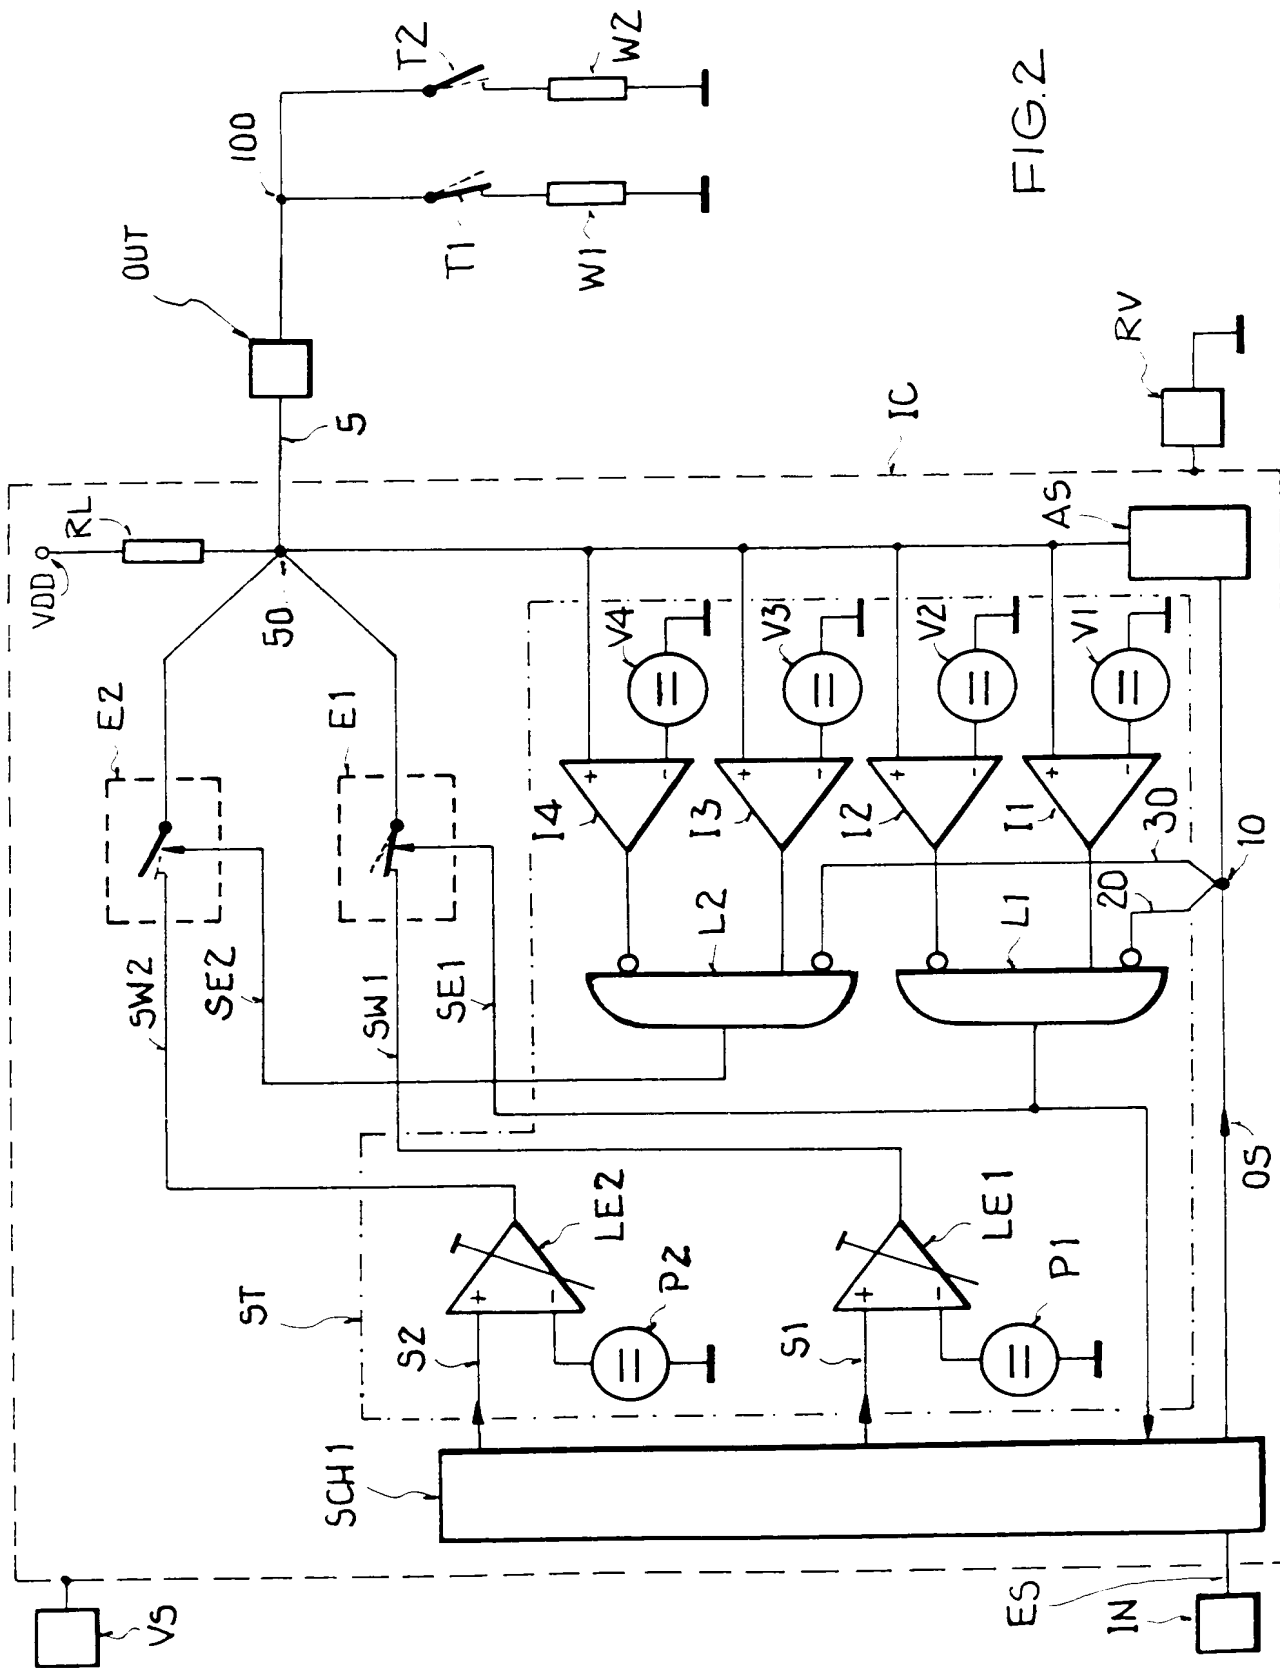 VS
IN
ES
SCH1
ST
S2
S1
P2
P1
LE2
LE1
OS
SW2
SE2
SW1
SE1
L2
L1
20
30
10
E2
E1
I4
I3
I2
I1
+
-
+
-
+
-
+
-
+
-
+
-
V4
V3
V2
V1
VDD
RL
50
5
AS
IC
RV
OUT
100
T1
T2
W1
W2
FIG.2